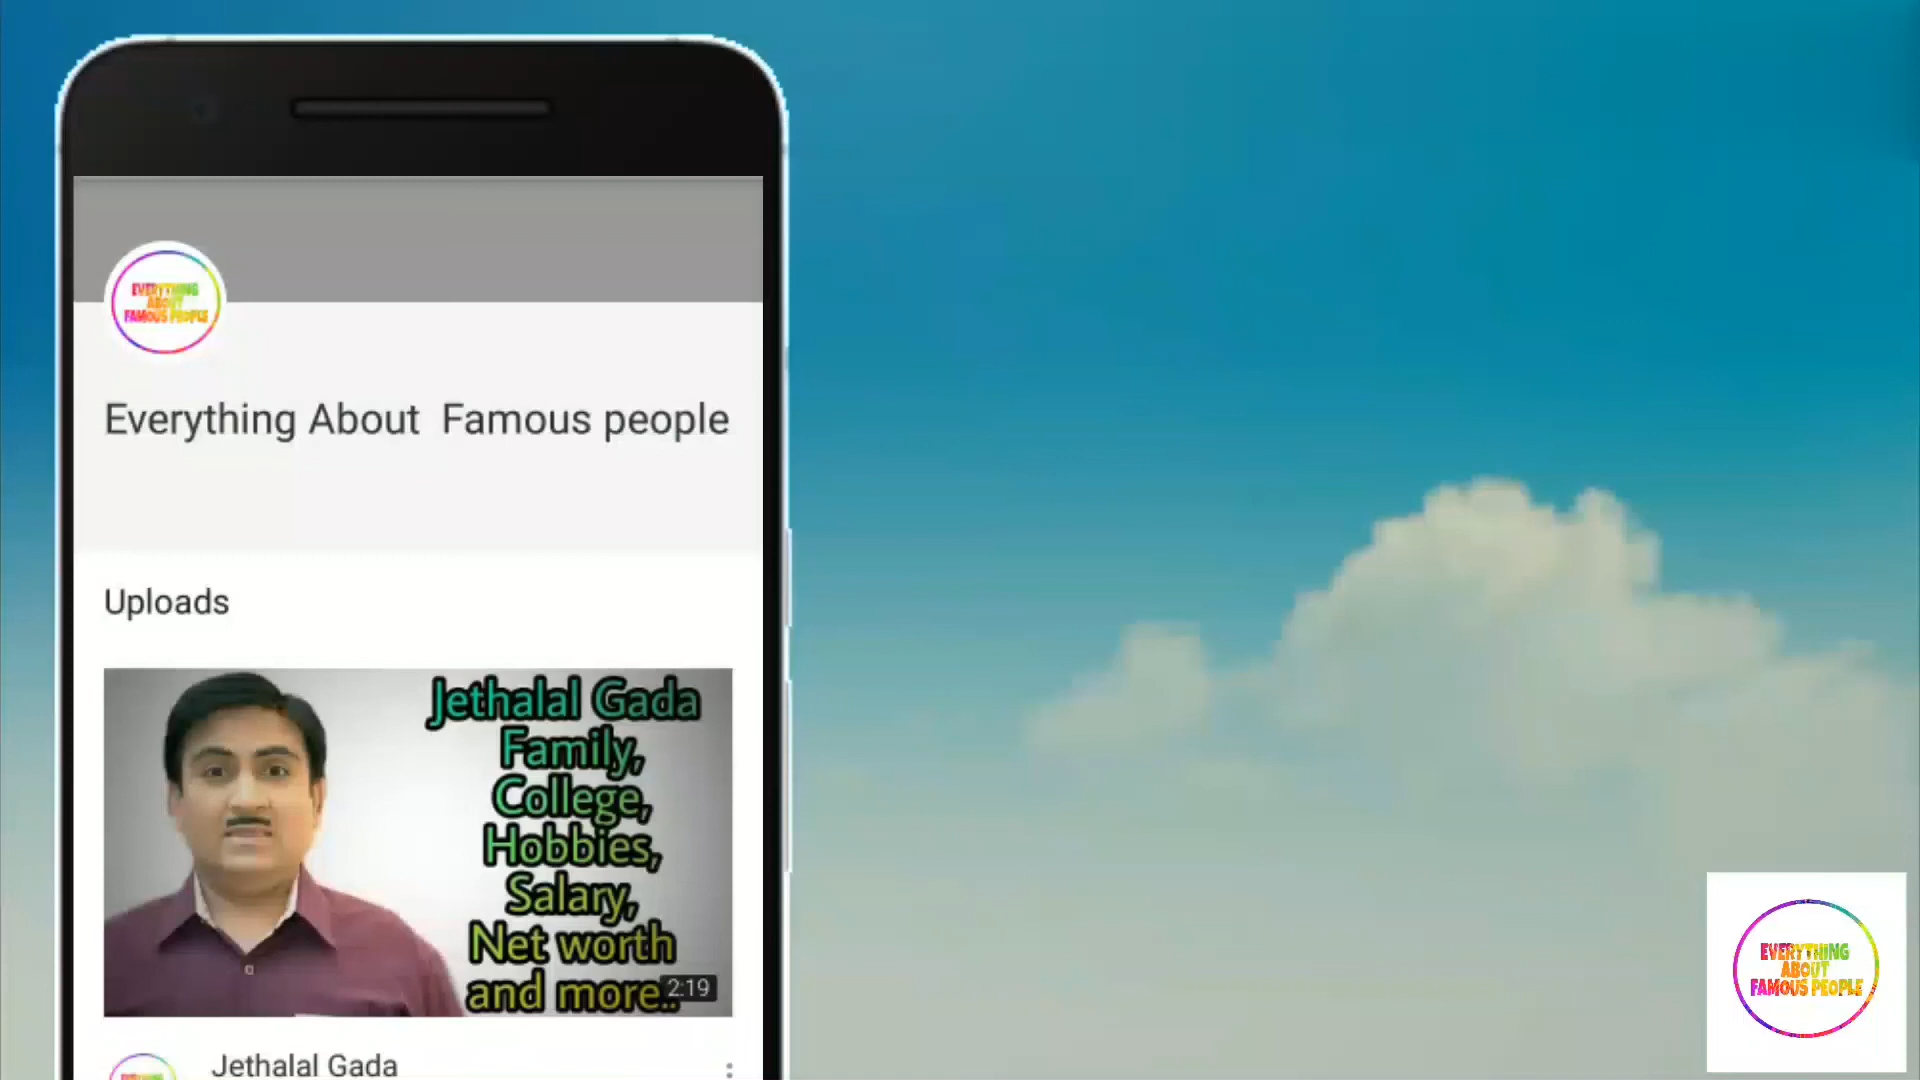 EVERYTHING
ABOUT
FAMOUS PEOPLE
Everything About  Famous people
Uploads
Jethalal Gada
Family,
College,
Hobbies,
Salary,
Net worth
and more..
2:19
Jethalal Gada
EVERYTHING
ABOUT
FAMOUS PEOPLE